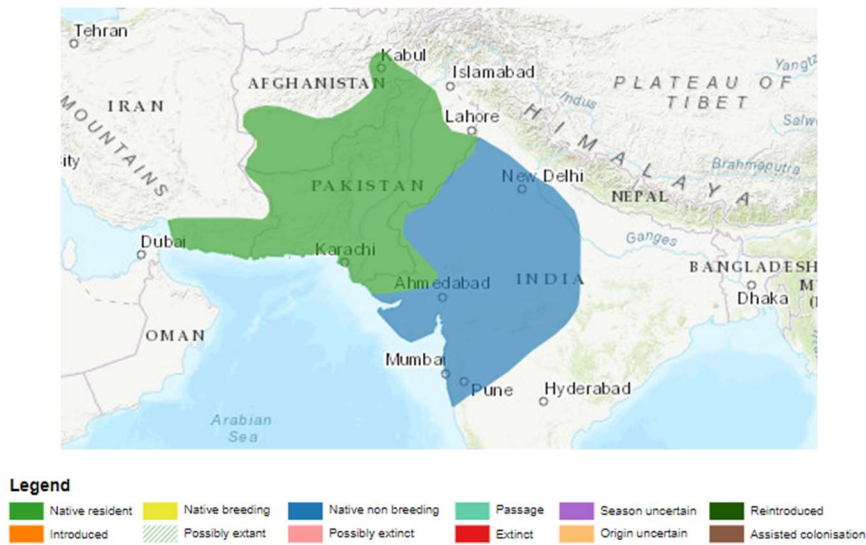 Tehran
Kabul
Islamabad
AFGHANISTAN
PLATEAU OF
TIBET
Yangtz
IRAN
Indus
Lahore
Salw
MOUNTAINS
HIMALAYA
ity
Brahmaputra
PAKISTAN
New Delhi
NEPAL
Dubai
Karachi
Ganges
BANGLADESH
Ahmedabad
INDIA
M
Dhaka
(I
OMAN
Mumbai
Pune
Hyderabad
Arabian
Sea
Legend
Native resident Native breeding Native non breeding Passage Season uncertain Reintroduced
Introduced Possibly extant Possibly extinct Extinct Origin uncertain Assisted colonisation